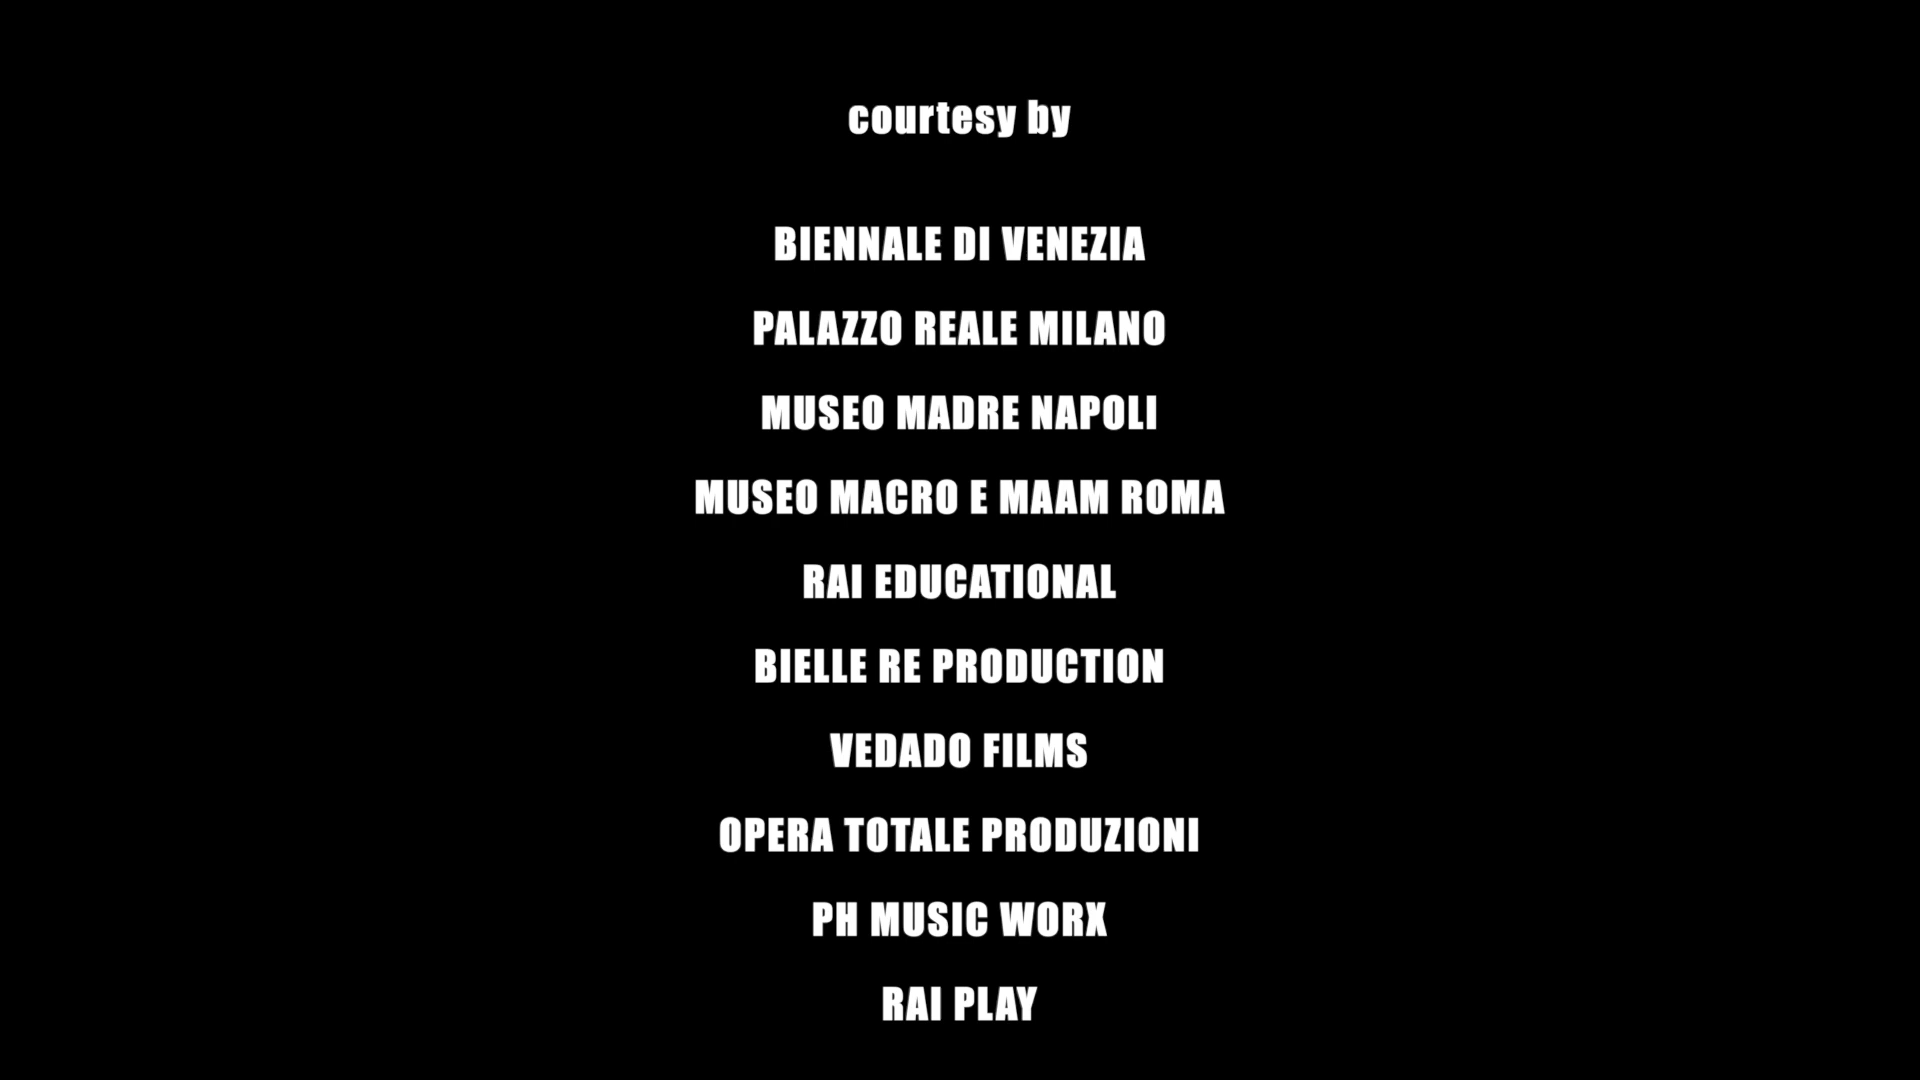 courtesy by
BIENNALE DI VENEZIA
PALAZZO REALE MILANO
MUSEO MADRE NAPOLI
MUSEO MACRO E MAAM ROMA
RAI EDUCATIONAL
BIELLE RE PRODUCTION
VEDADO FILMS
OPERA TOTALE PRODUZIONI
PH MUSIC WORX
RAI PLAY